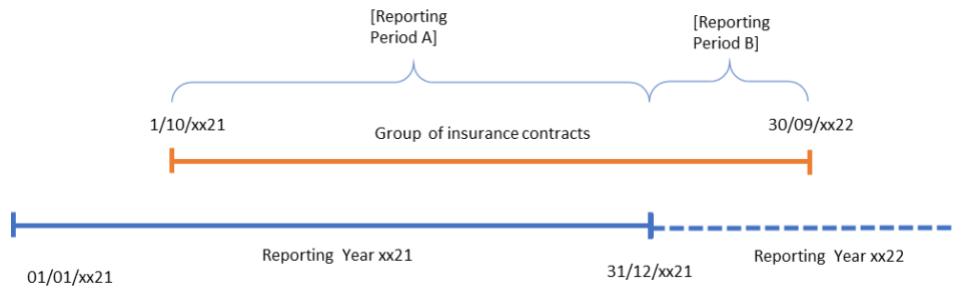 [Reporting
Period A]
[Reporting
Period B]
1/10/xx21
Group of insurance contracts
30/09/xx22
Reporting Year xx21
31/12/xx21
Reporting Year xx22
01/01/xx21